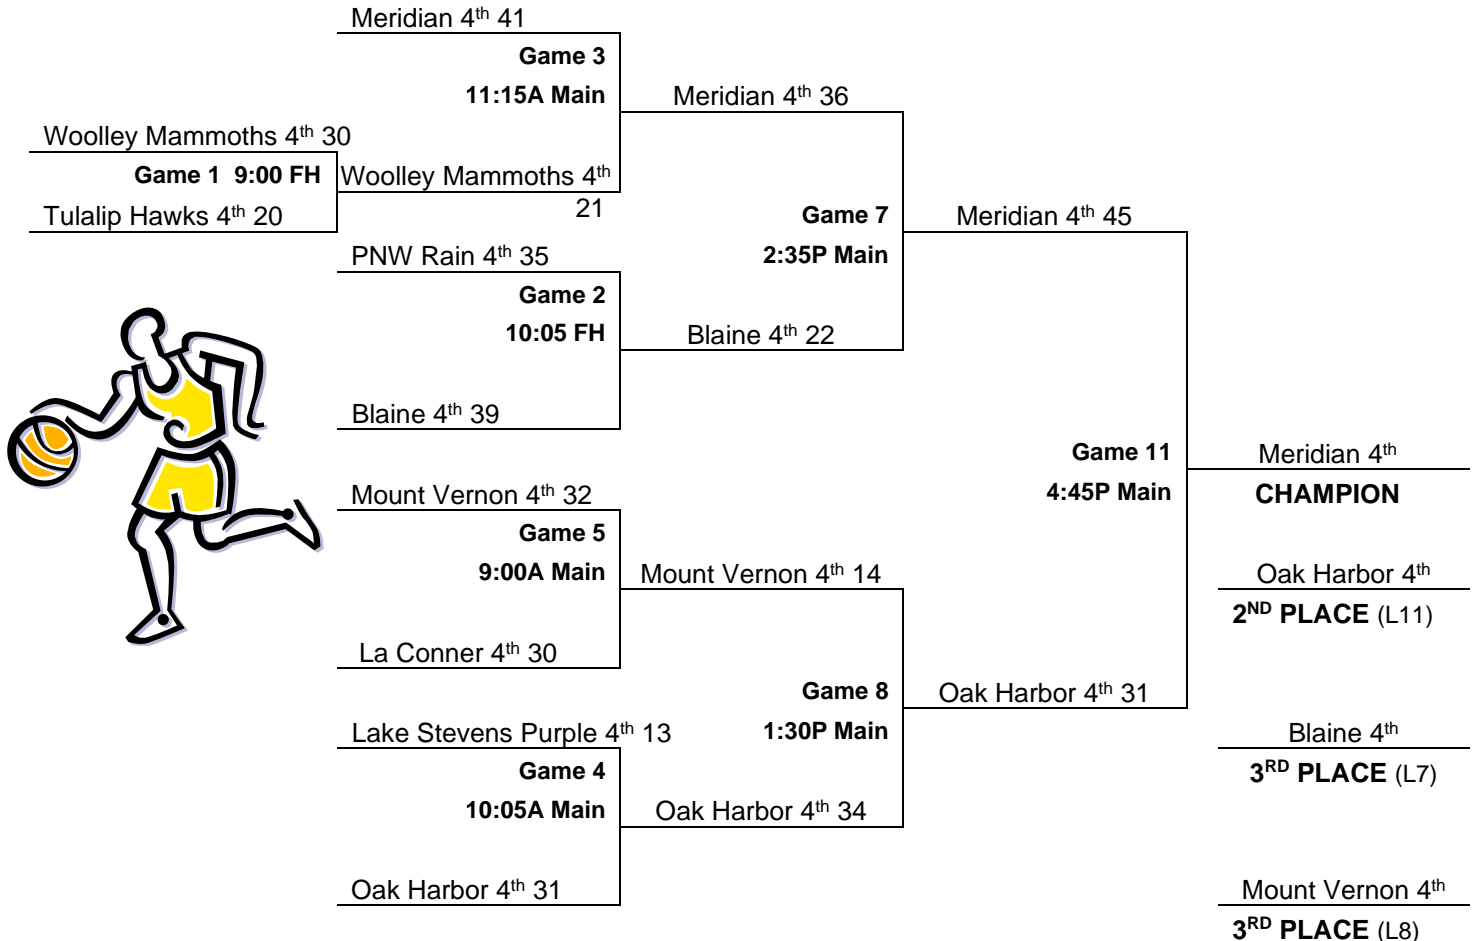 Meridian 4th 41
Game 3
11:15A Main
Meridian 4th 36
Woolley Mammoths 4th 30
Game 1 9:00 FH
Woolley Mammoths 4th
21
Tulalip Hawks 4th 20
Game 7
2:35P Main
Meridian 4th 45
PNW Rain 4th 35
Game 2
10:05 FH
Blaine 4th 22
Blaine 4th 39
Game 11
4:45P Main
Meridian 4th
CHAMPION
Mount Vernon 4th 32
Game 5
9:00A Main
Mount Vernon 4th 14
Oak Harbor 4th
2ND PLACE (L11)
La Conner 4th 30
Game 8
1:30P Main
Oak Harbor 4th 31
Lake Stevens Purple 4th 13
Game 4
10:05A Main
Oak Harbor 4th 34
Blaine 4th
3RD PLACE (L7)
Oak Harbor 4th 31
Mount Vernon 4th
3RD PLACE (L8)